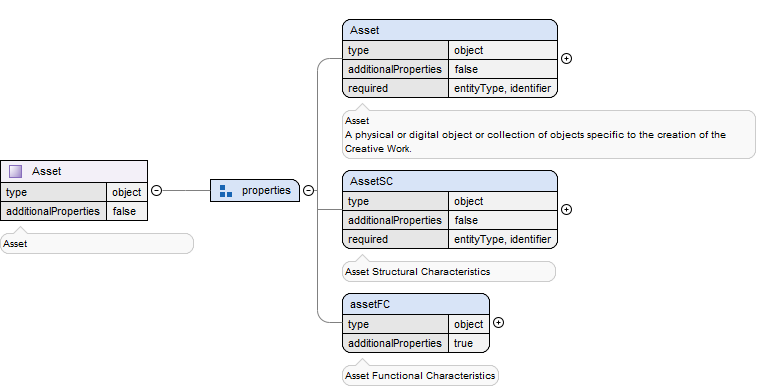 Asset
type object
additionalProperties false
Asset
properties
Asset
type object
additionalProperties false
required entityType, identifier
Asset
A physical or digital object or collection of objects specific to the creation of the
Creative Work.
AssetSC
type object
additionalProperties false
required entityType, identifier
Asset Structural Characteristics
assetFC
type object
additionalProperties true
Asset Functional Characteristics